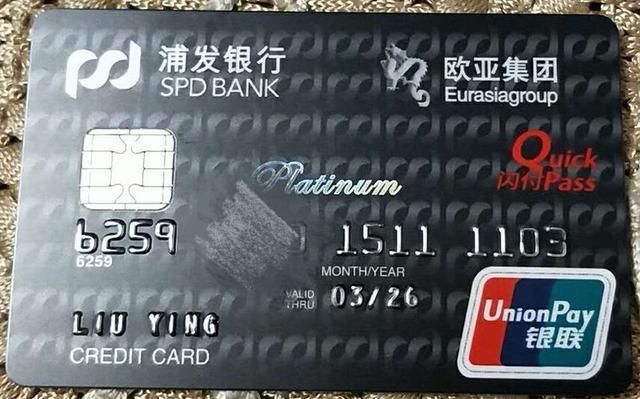 浦发银行
SPD BANK
欧亚集团
Eurasiagroup
Platinum
Quick
闪付Pass
6259 1511 1103
6259
MONTH/YEAR
VALID THRU 03/26
LIU YING
CREDIT CARD
UnionPay
银联